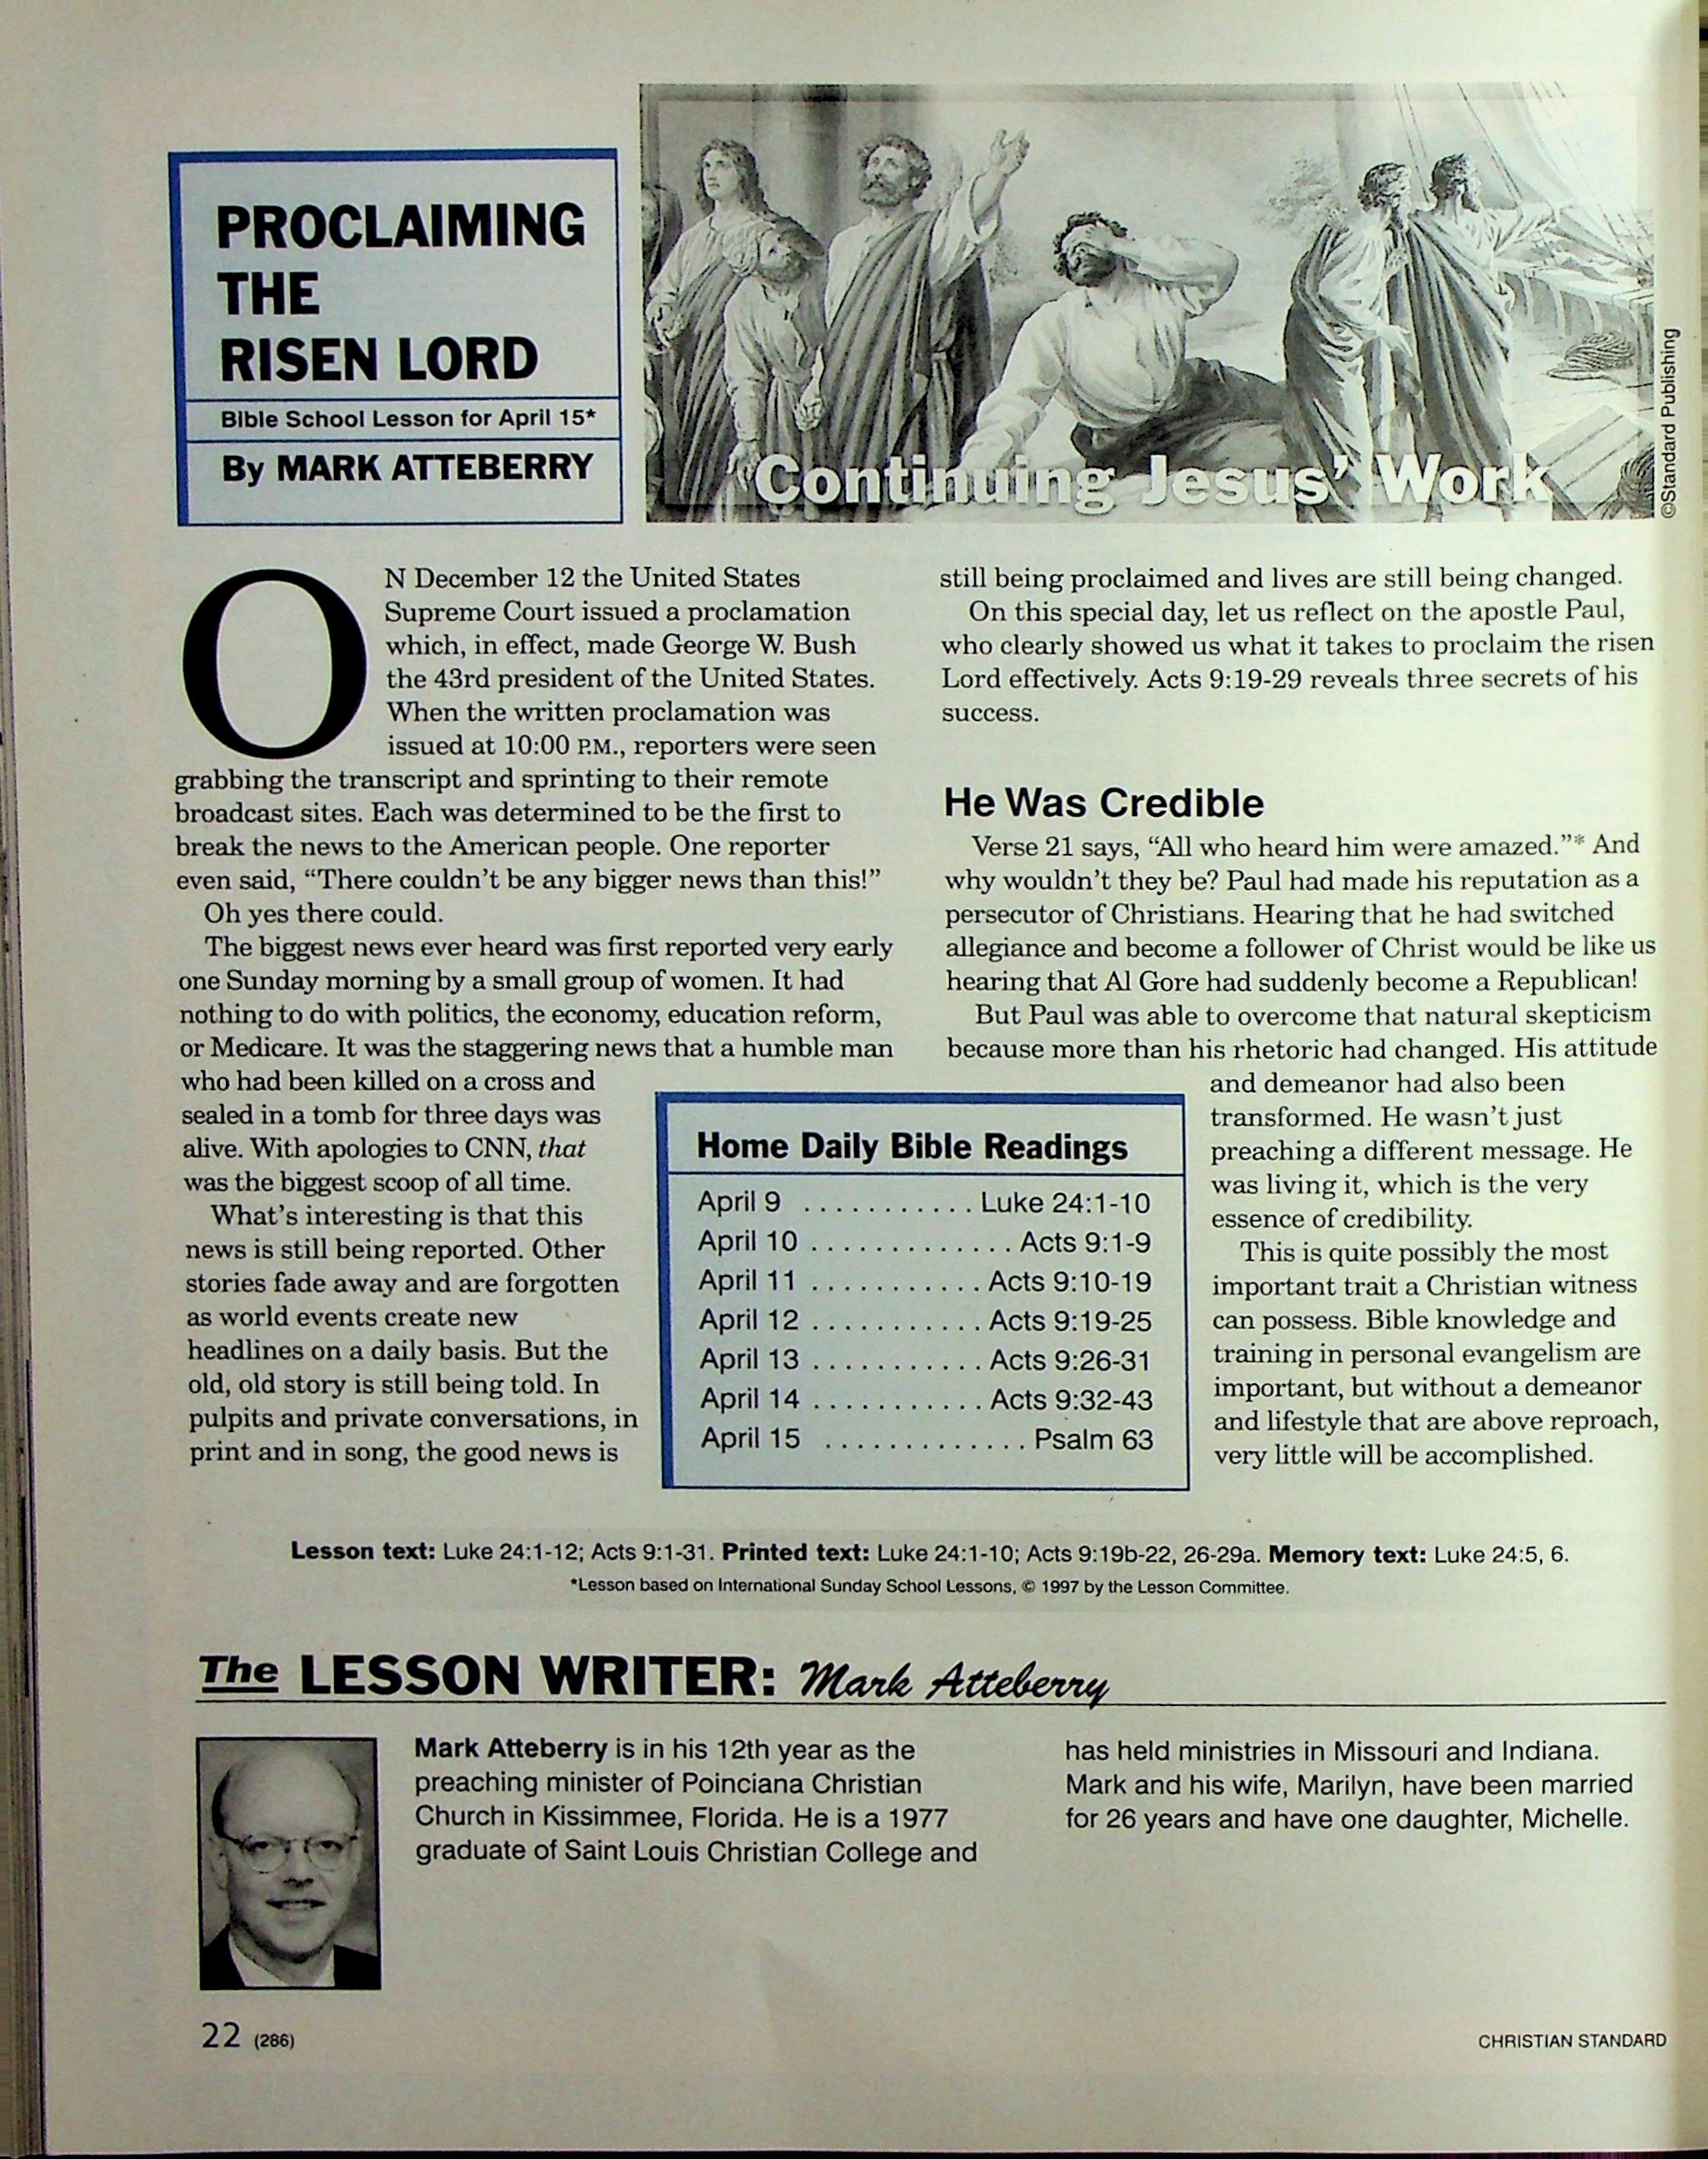 PROCLAIMING
THE
RISEN LORD
Bible School Lesson for April 15*
By MARK ATTEBERRY
Continuing Jesus' Work
©Standard Publishing
ON December 12 the United States
Supreme Court issued a proclamation
which, in effect, made George W. Bush
the 43rd president of the United States.
When the written proclamation was
issued at 10:00 P.M., reporters were seen
grabbing the transcript and sprinting to their remote
broadcast sites. Each was determined to be the first to
break the news to the American people. One reporter
even said, “There couldn’t be any bigger news than this!”
Oh yes there could.
The biggest news ever heard was first reported very early
one Sunday morning by a small group of women. It had
nothing to do with politics, the economy, education reform,
or Medicare. It was the staggering news that a humble man
who had been killed on a cross and
sealed in a tomb for three days was
alive. With apologies to CNN, that
was the biggest scoop of all time.
What’s interesting is that this
news is still being reported. Other
stories fade away and are forgotten
as world events create new
headlines on a daily basis. But the
old, old story is still being told. In
pulpits and private conversations, in
print and in song, the good news is
still being proclaimed and lives are still being changed.
On this special day, let us reflect on the apostle Paul,
who clearly showed us what it takes to proclaim the risen
Lord effectively. Acts 9:19-29 reveals three secrets of his
success.
He Was Credible
Verse 21 says, “All who heard him were amazed.”* And
why wouldn’t they be? Paul had made his reputation as a
persecutor of Christians. Hearing that he had switched
allegiance and become a follower of Christ would be like us
hearing that Al Gore had suddenly become a Republican!
But Paul was able to overcome that natural skepticism
because more than his rhetoric had changed. His attitude
and demeanor had also been
transformed. He wasn’t just
preaching a different message. He
was living it, which is the very
essence of credibility.
This is quite possibly the most
important trait a Christian witness
can possess. Bible knowledge and
training in personal evangelism are
important, but without a demeanor
and lifestyle that are above reproach,
very little will be accomplished.
Home Daily Bible Readings
April 9 ........... Luke 24:1-10
April 10 ............. Acts 9:1-9
April 11 ........... Acts 9:10-19
April 12 ........... Acts 9:19-25
April 13 ........... Acts 9:26-31
April 14 ........... Acts 9:32-43
April 15 ............. Psalm 63
Lesson text: Luke 24:1-12; Acts 9:1-31. Printed text: Luke 24:1-10; Acts 9:19b-22, 26-29a. Memory text: Luke 24:5, 6.
*Lesson based on International Sunday School Lessons, © 1997 by the Lesson Committee.
The LESSON WRITER: Mark Atteberry
Mark Atteberry is in his 12th year as the
preaching minister of Poinciana Christian
Church in Kissimmee, Florida. He is a 1977
graduate of Saint Louis Christian College and
has held ministries in Missouri and Indiana.
Mark and his wife, Marilyn, have been married
for 26 years and have one daughter, Michelle.
22 (286)
CHRISTIAN STANDARD